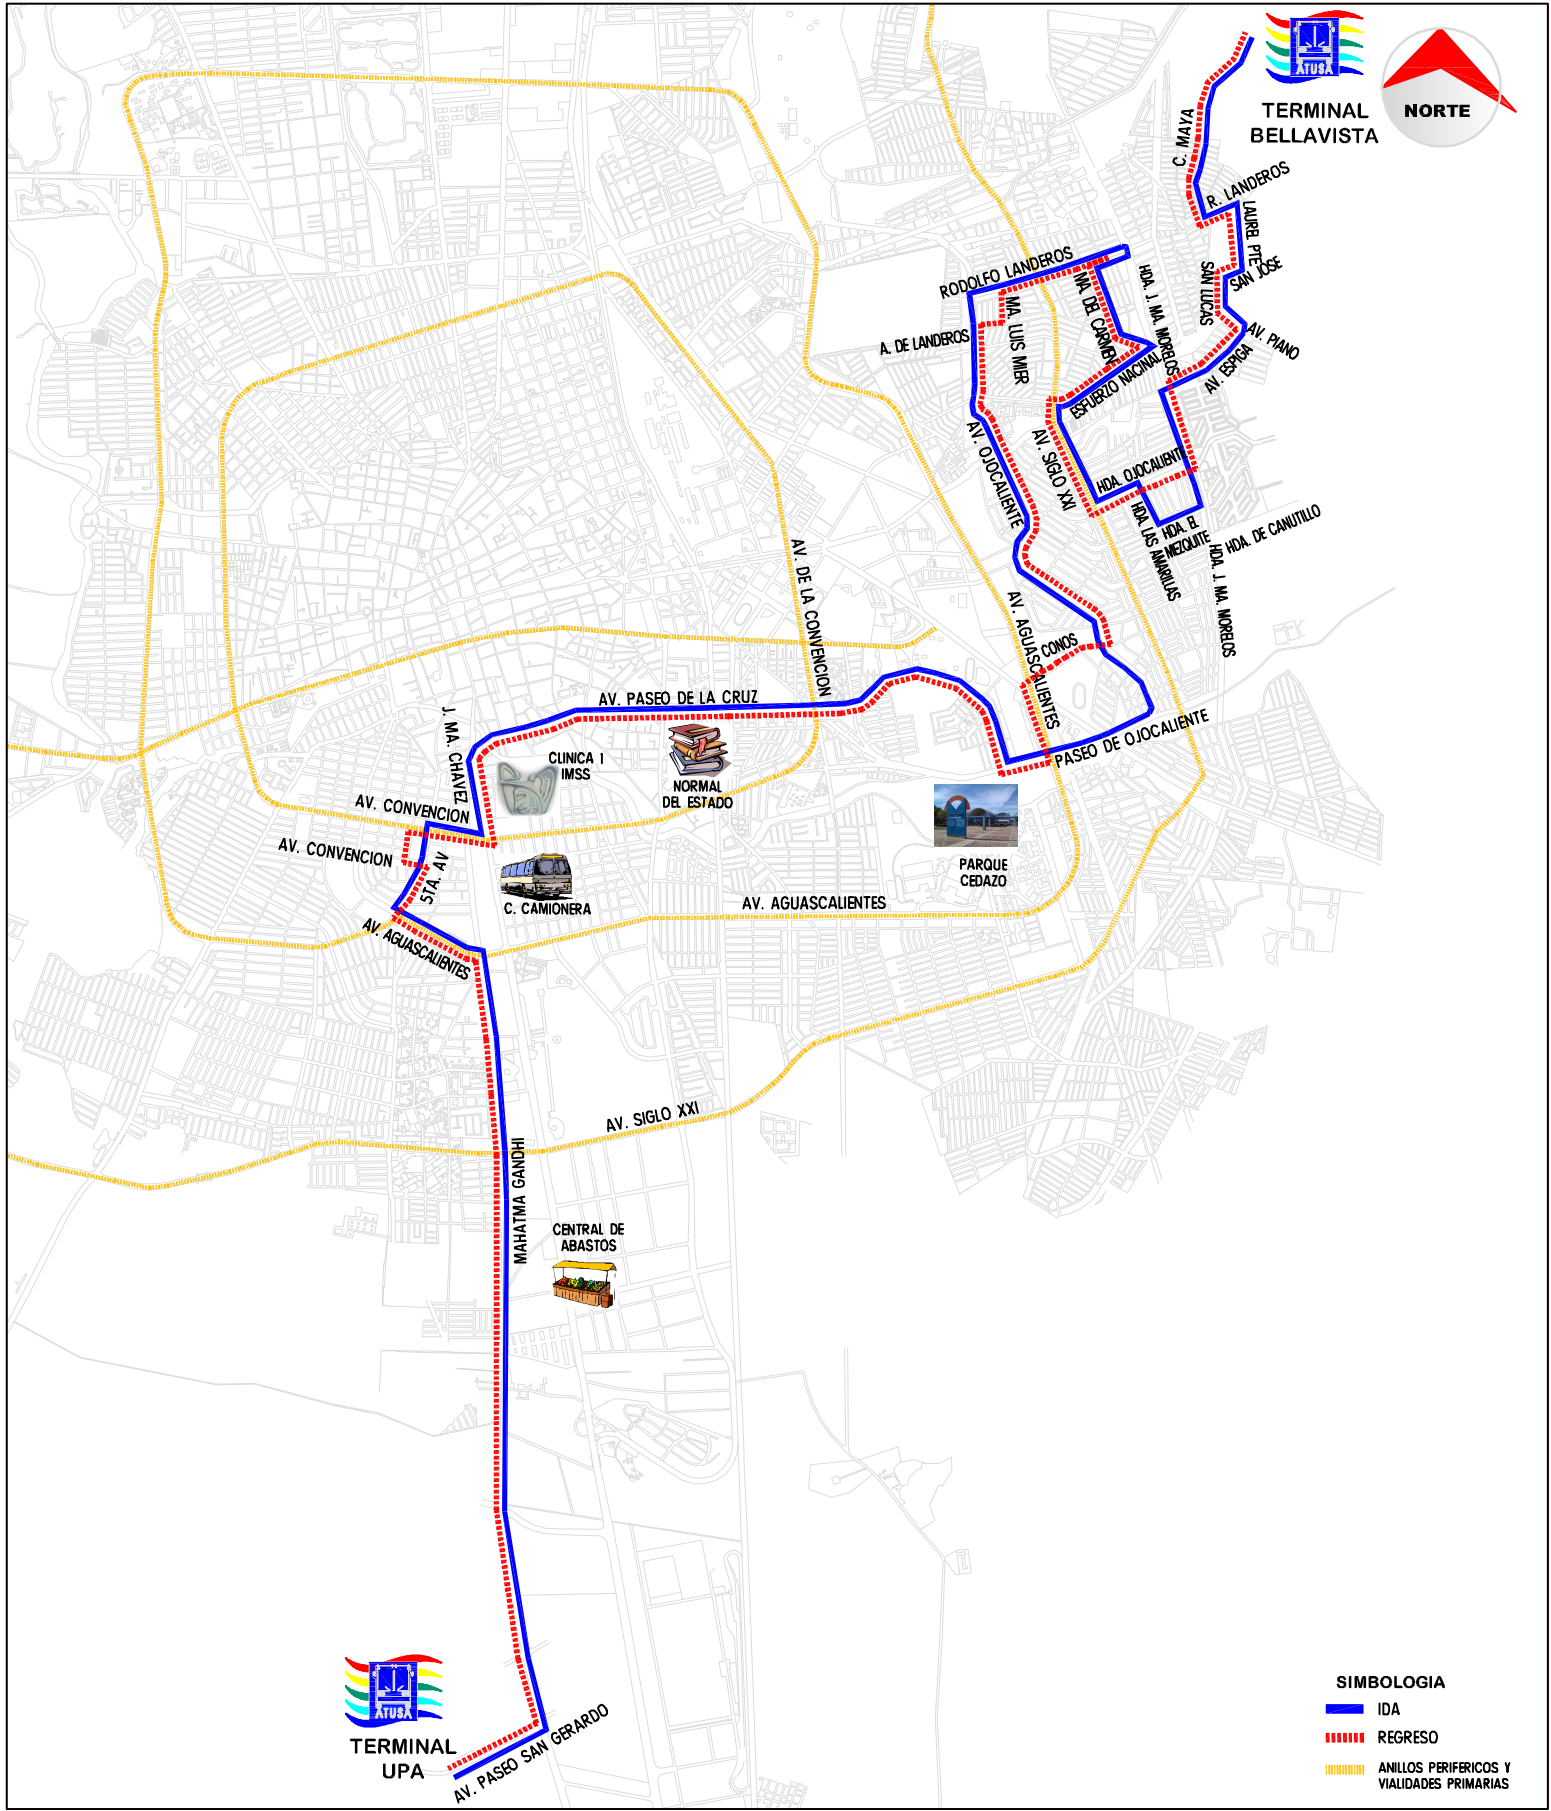 ATUSA
TERMINAL
BELLAVISTA
NORTE
C. MAYA
R. LANDEROS
LAUREL PTE
SAN JOSE
SAN LUCAS
AV. PIANO
AV. ESPIGA
RODOLFO LANDEROS
HDA. J. MA. MORELOS
MA. DEL CARMEN
MA. LUIS MIER
A. DE LANDEROS
ESFUERZO NACINAL
AV. OJOCALIENTE
AV. SIGLO XXI
HDA. OJOCALIENTE
HDA. LAS AMARILLAS
HDA. EL
MEZQUITE
HDA. DE CANUTILLO
HDA. J. MA. MORELOS
AV. DE LA CONVENCION
AV. AGUASCALIENTES
CONOS
AV. PASEO DE LA CRUZ
PASEO DE OJOCALIENTE
J. MA. CHAVEZ
CLINICA 1
IMSS
NORMAL
DEL ESTADO
AV. CONVENCION
AV. CONVENCION
5TA. AV
PARQUE
CEDAZO
C. CAMIONERA
AV. AGUASCALIENTES
AV. AGUASCALIENTES
AV. SIGLO XXI
MAHATMA GANDHI
CENTRAL DE
ABASTOS
ATUSA
TERMINAL
UPA
AV. PASEO SAN GERARDO
SIMBOLOGIA
IDA
REGRESO
ANILLOS PERIFERICOS Y
VIALIDADES PRIMARIAS